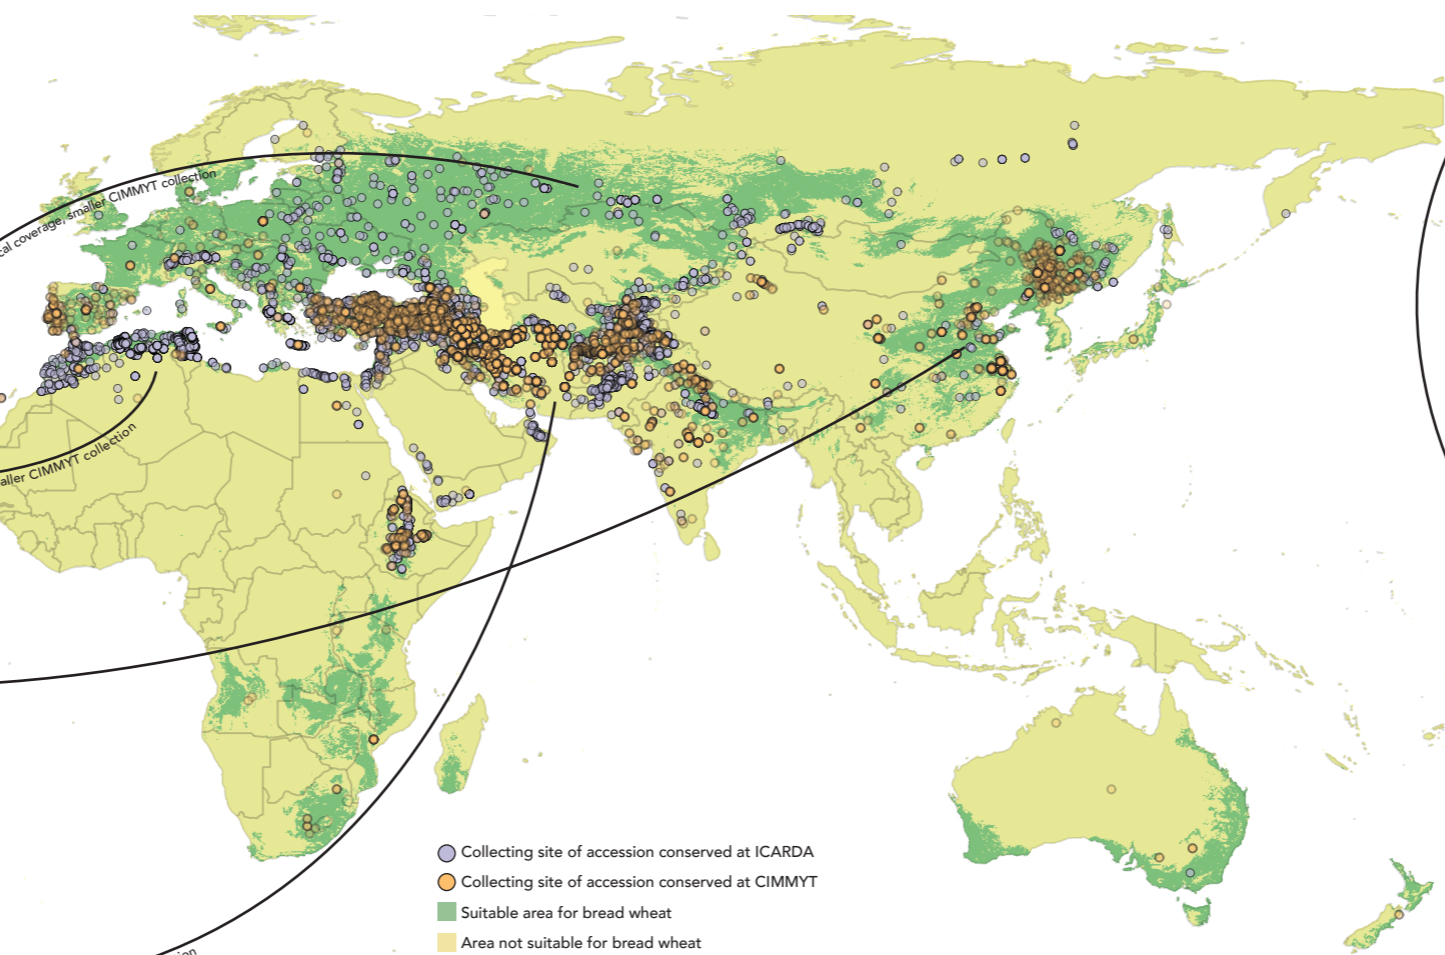 cal coverage, smaller CIMMYT collection
aller CIMMYT collection
Collecting site of accession conserved at ICARDA
Collecting site of accession conserved at CIMMYT
Suitable area for bread wheat
Area not suitable for bread wheat